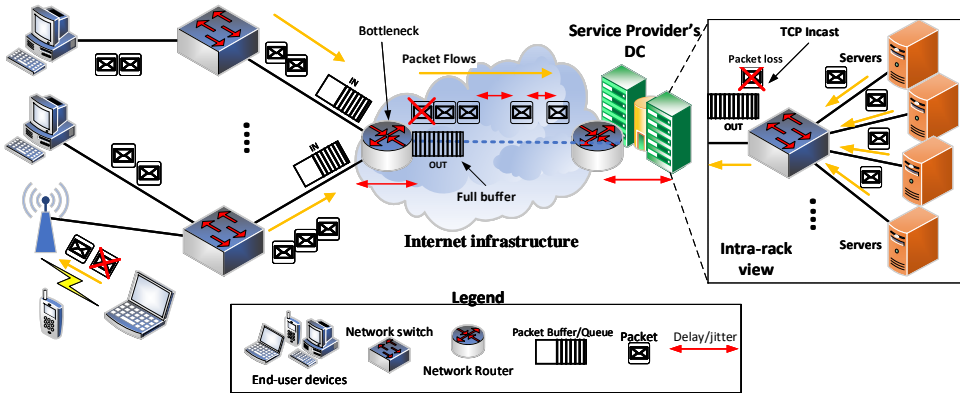 Bottleneck
Service Provider's
DC
TCP Incast
Packet loss
Servers
Packet Flows
IN
OUT
IN
OUT
Full buffer
Internet infrastructure
Servers
Intra-rack
view
Legend
Network switch
Packet Buffer/Queue
Packet
Delay/jitter
Network Router
End-user devices